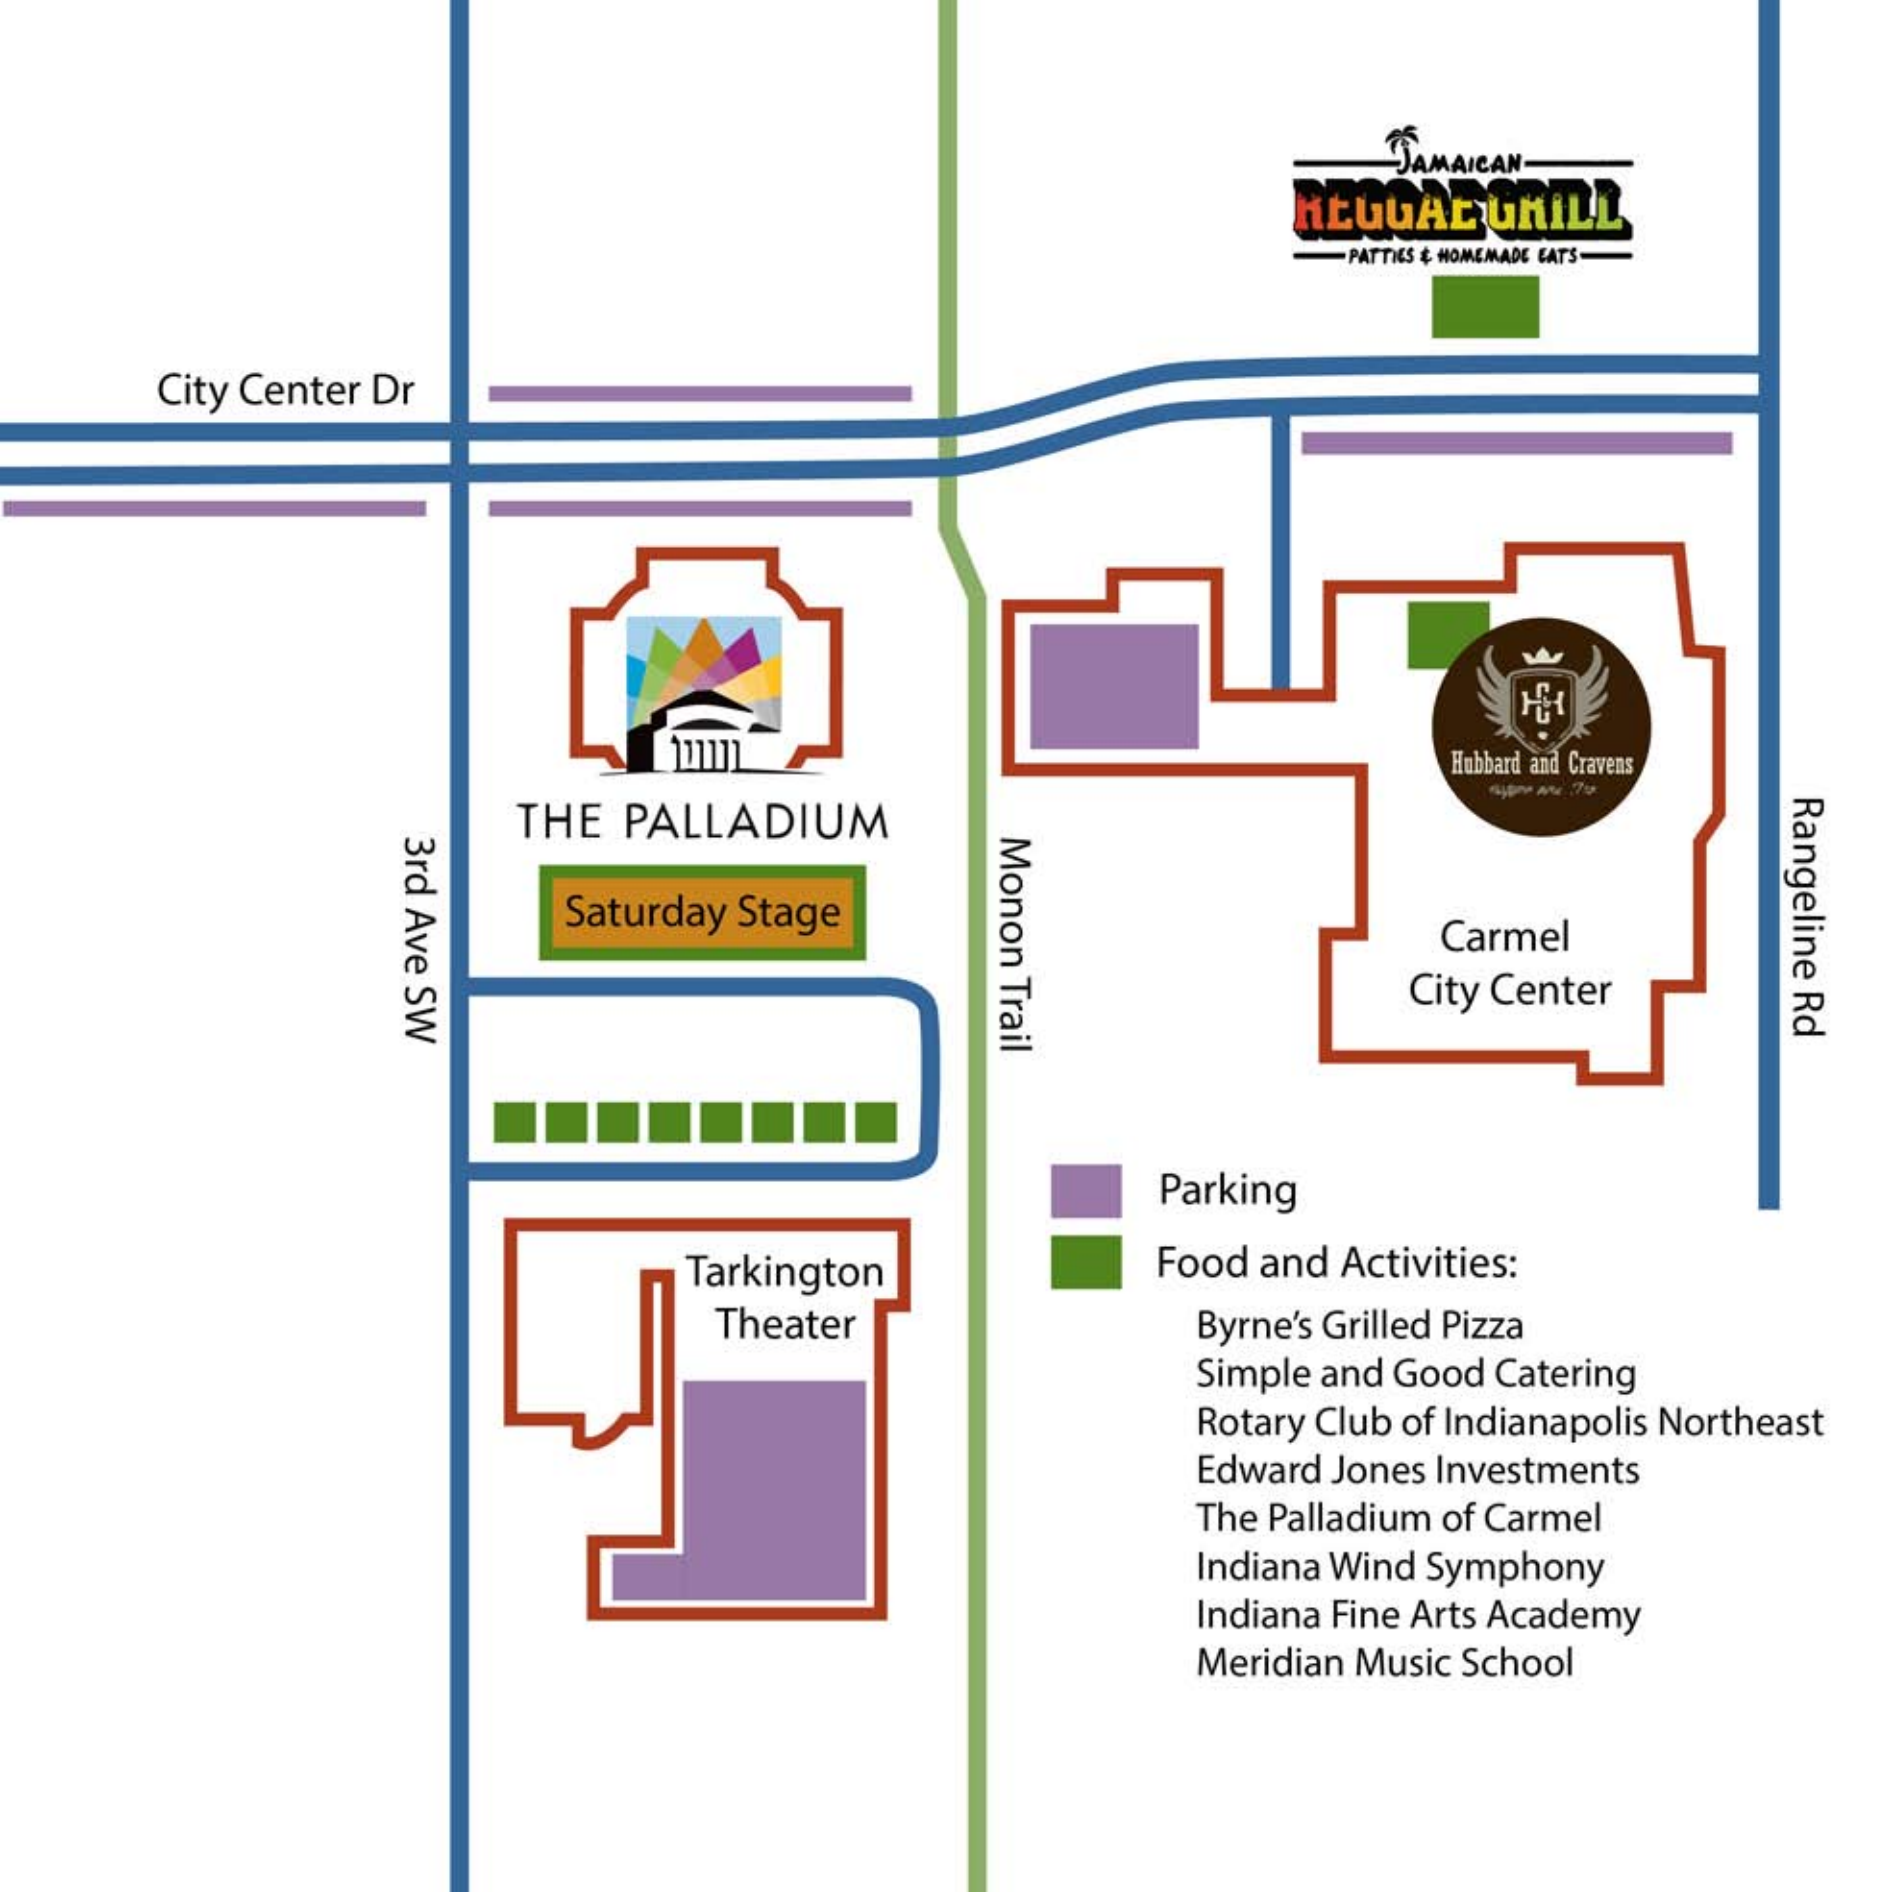 JAMAICAN
REGGAE GRILL
PATTIES & HOMEMADE EATS
City Center Dr
THE PALLADIUM
Saturday Stage
3rd Ave SW
Monon Trail
Hubbard and Cravens
Carmel
City Center
Rangeline Rd
Tarkington
Theater
Parking
Food and Activities:
Byrne's Grilled Pizza
Simple and Good Catering
Rotary Club of Indianapolis Northeast
Edward Jones Investments
The Palladium of Carmel
Indiana Wind Symphony
Indiana Fine Arts Academy
Meridian Music School